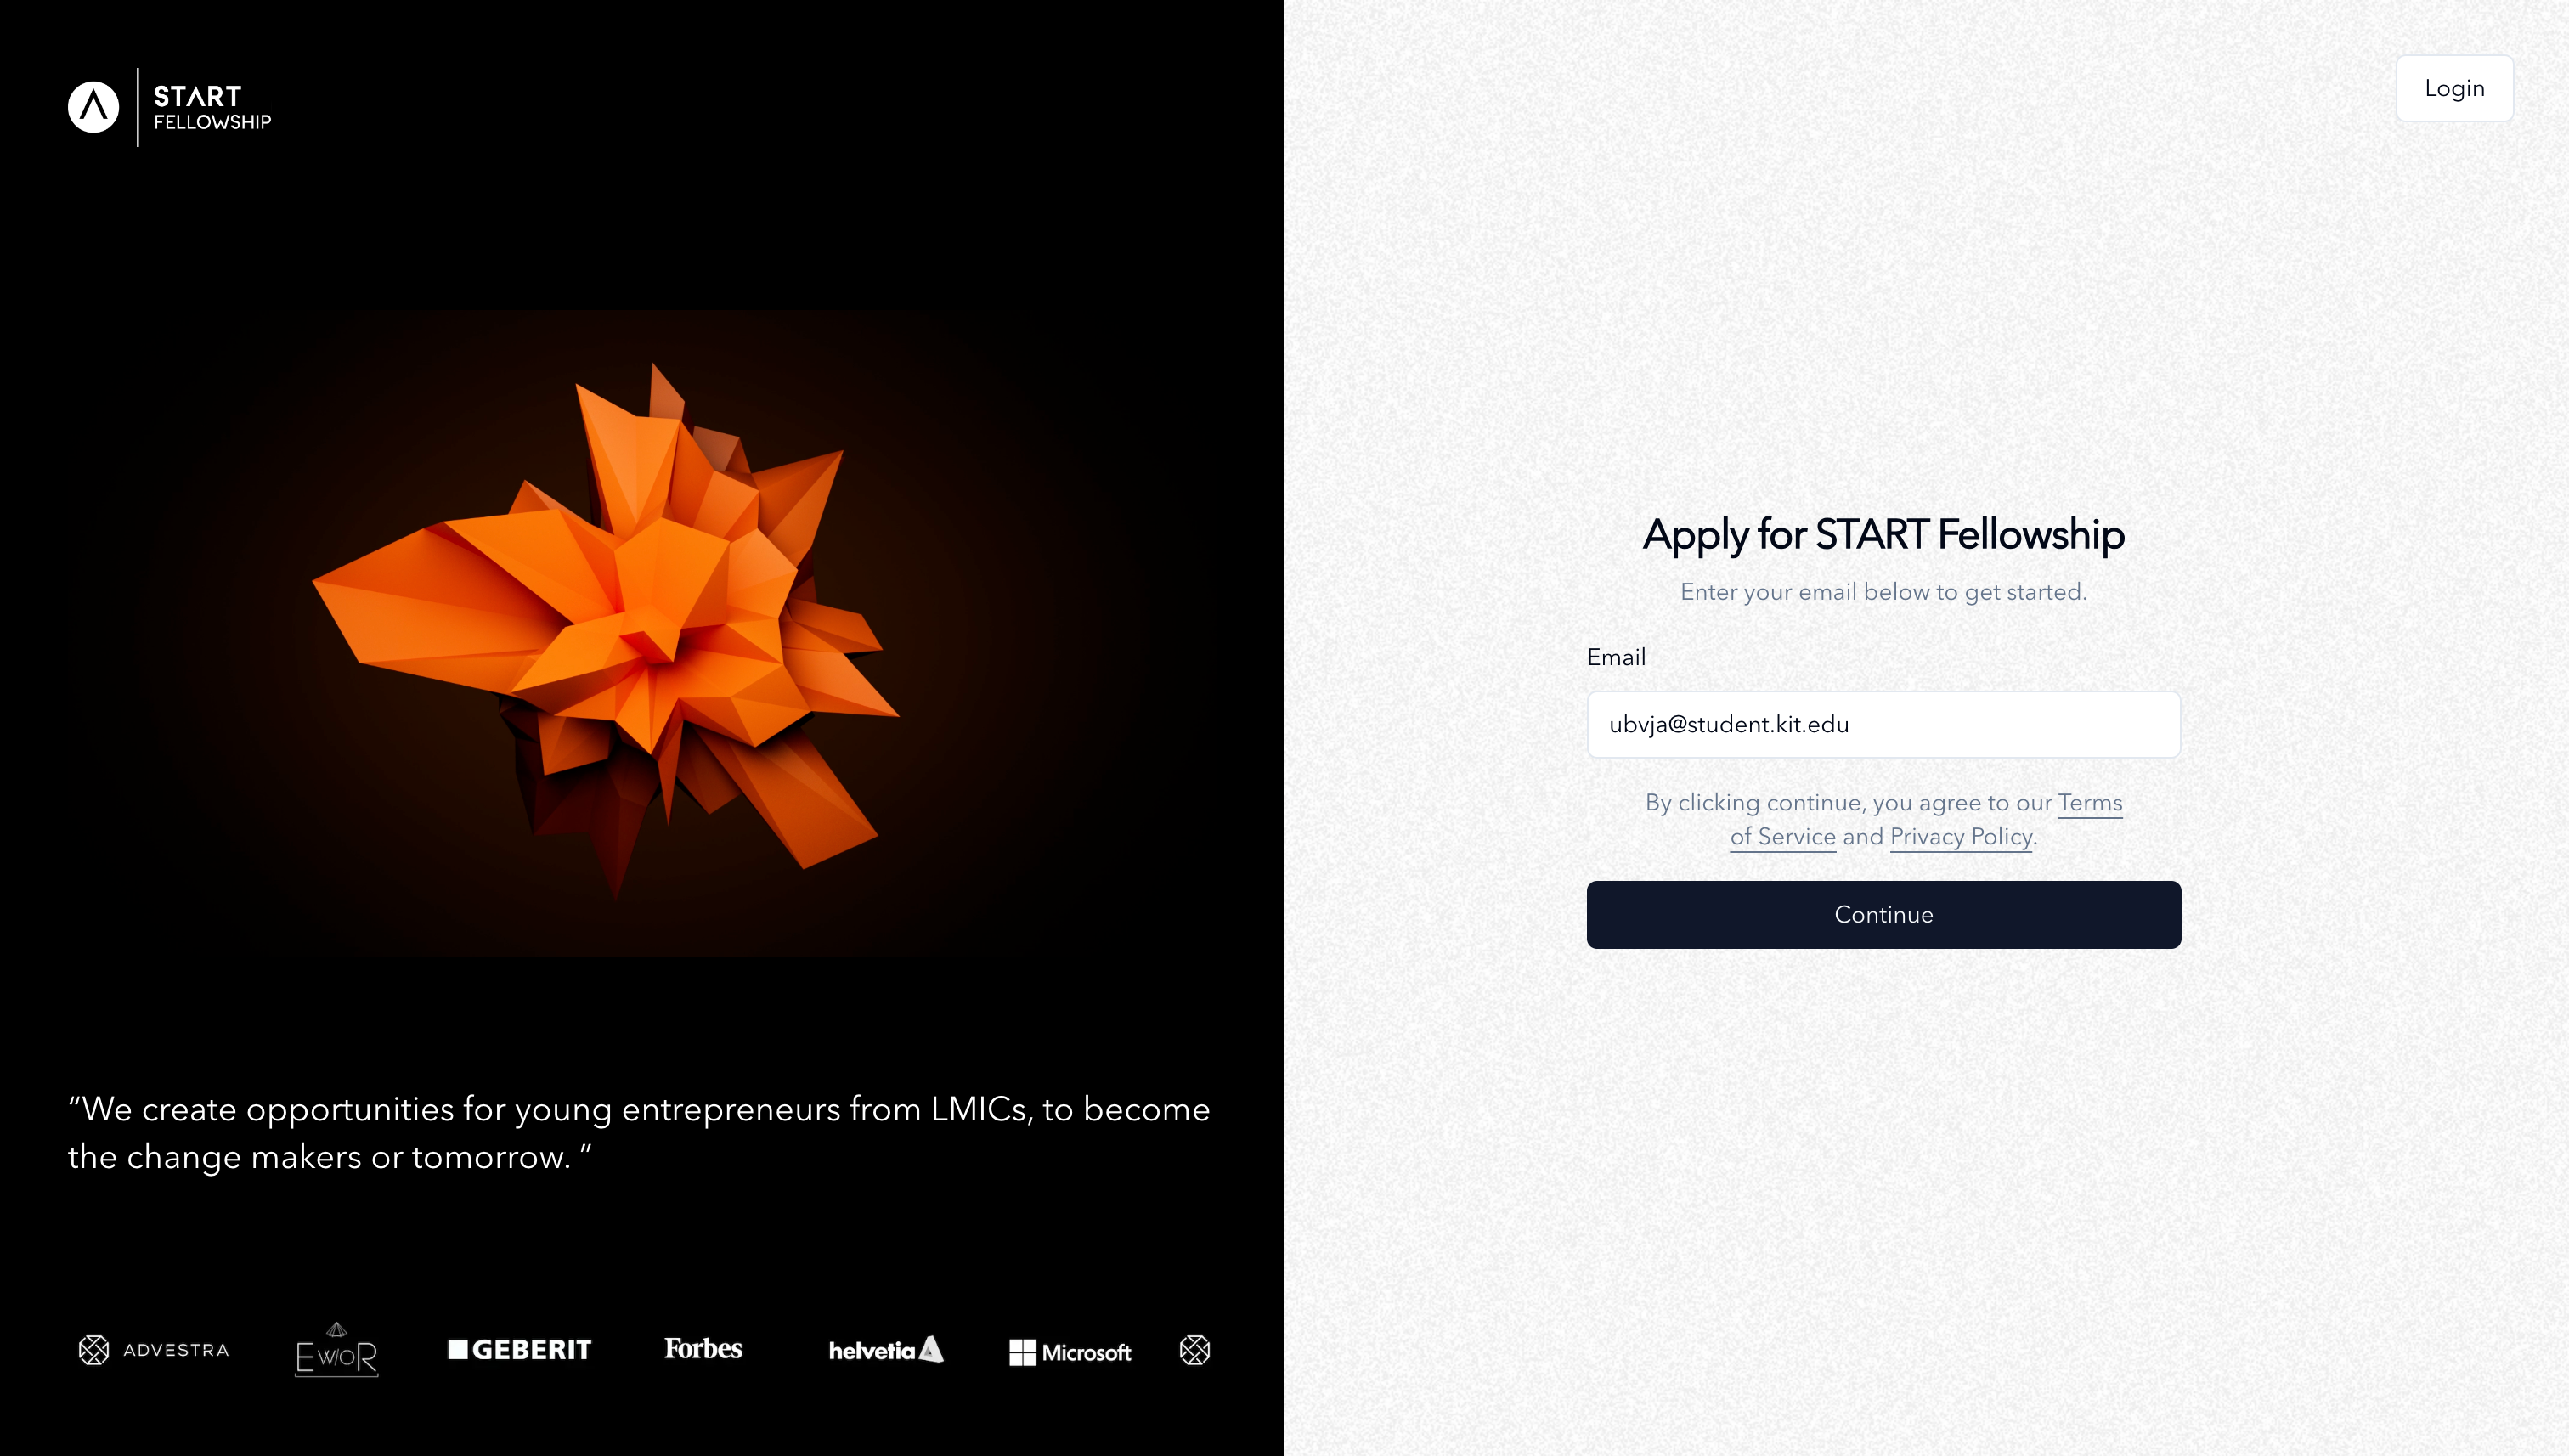 START
FELLOWSHIP
“We create opportunities for young entrepreneurs from LMICs, to become
the change makers or tomorrow. ”
ADVESTRA
EWOR
GEBERIT
Forbes
helvetia
Microsoft
Login
Apply for START Fellowship
Enter your email below to get started.
Email
ubvja@student.kit.edu
By clicking continue, you agree to our Terms
of Service and Privacy Policy.
Continue